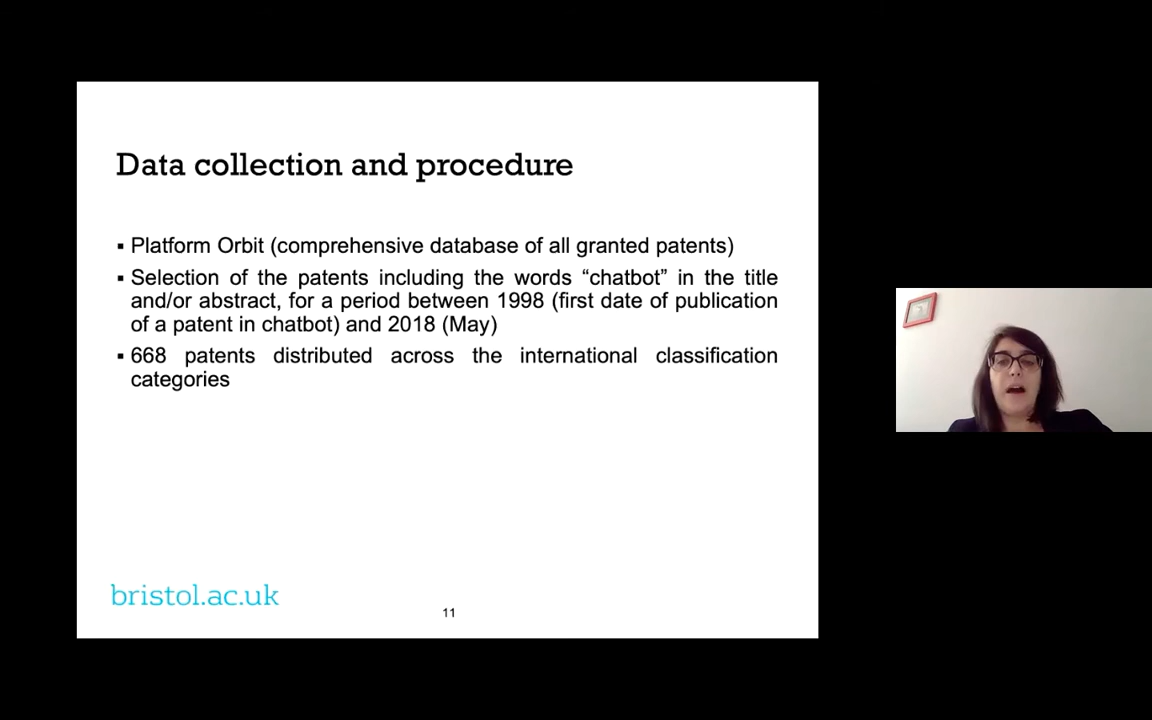 Data collection and procedure
▪ Platform Orbit (comprehensive database of all granted patents)
▪ Selection of the patents including the words “chatbot” in the title
and/or abstract, for a period between 1998 (first date of publication
of a patent in chatbot) and 2018 (May)
▪ 668 patents distributed across the international classification
categories
bristol.ac.uk
11